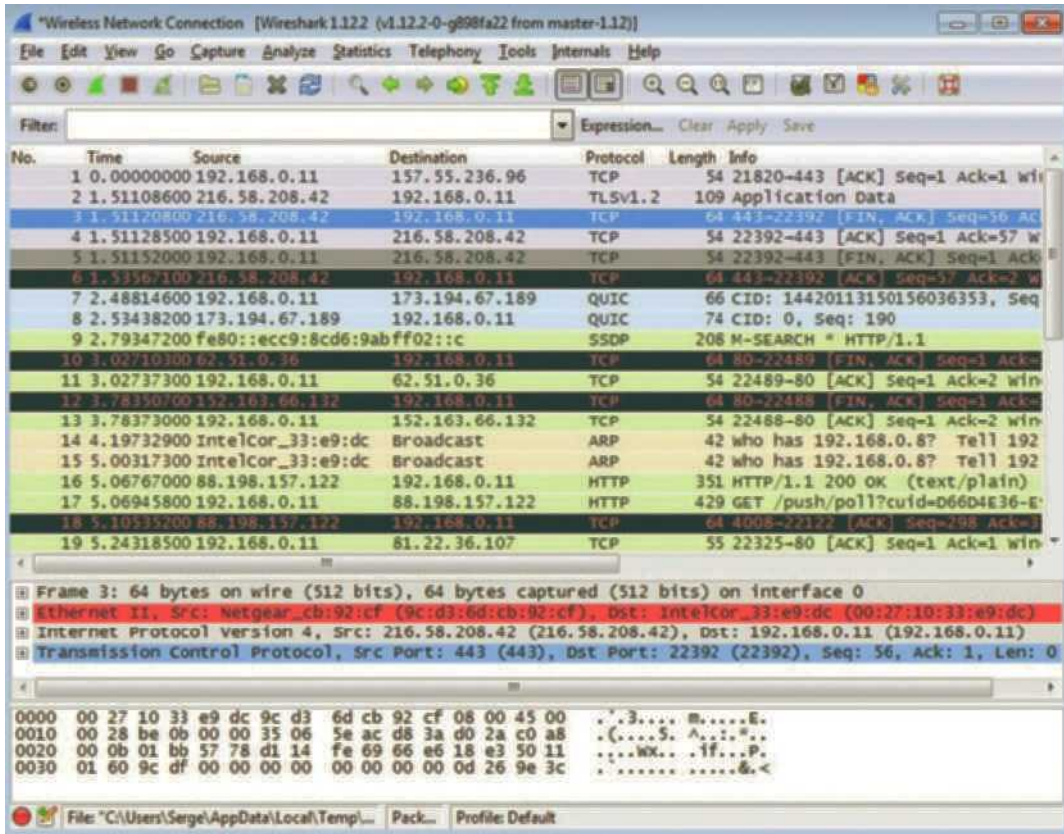 *Wireless Network Connection [Wireshark 1.12.2 (v1.12.2-0-g898fa22 from master-1.12)]
File Edit View Go Capture Analyze Statistics Telephony Tools Internals Help
Filter: Expression... Clear Apply Save
No. Time Source Destination Protocol Length Info
1 0.00000000 192.168.0.11 157.55.236.96 TCP 54 21820→443 [ACK] Seq=1 Ack=1 Win
2 1.51108600 216.58.208.42 192.168.0.11 TLSv1.2 109 Application Data
3 1.51120800 216.58.208.42 192.168.0.11 TCP 64 443→22392 [FIN, ACK] Seq=56 Ac
4 1.51128500 192.168.0.11 216.58.208.42 TCP 54 22392→443 [ACK] Seq=1 Ack=57 W
5 1.51152000 192.168.0.11 216.58.208.42 TCP 54 22392→443 [FIN, ACK] Seq=1 Ack
6 1.53567100 216.58.208.42 192.168.0.11 TCP 64 443→22392 [ACK] Seq=57 Ack=2 W
7 2.48814600 192.168.0.11 173.194.67.189 QUIC 66 CID: 14420113150156036353, Seq
8 2.53438200 173.194.67.189 192.168.0.11 QUIC 74 CID: 0, Seq: 190
9 2.79347200 fe80::ecc9:8cd6:9ab ff02::c SSDP 208 M-SEARCH * HTTP/1.1
10 3.02710300 62.51.0.36 192.168.0.11 TCP 64 80→22489 [FIN, ACK] Seq=1 Ack=
11 3.02737300 192.168.0.11 62.51.0.36 TCP 54 22489→80 [ACK] Seq=1 Ack=2 Win
12 3.78350700 152.163.66.132 192.168.0.11 TCP 64 80→22488 [FIN, ACK] Seq=1 Ack=
13 3.78373000 192.168.0.11 152.163.66.132 TCP 54 22488→80 [ACK] Seq=1 Ack=2 Win
14 4.19732900 IntelCor_33:e9:dc Broadcast ARP 42 Who has 192.168.0.8? Tell 192
15 5.00317300 IntelCor_33:e9:dc Broadcast ARP 42 Who has 192.168.0.8? Tell 192
16 5.06767000 88.198.157.122 192.168.0.11 HTTP 351 HTTP/1.1 200 OK (text/plain)
17 5.06945800 192.168.0.11 88.198.157.122 HTTP 429 GET /push/poll?cuid=D66D4E36-E
18 5.10535200 88.198.157.122 192.168.0.11 TCP 64 4008→22122 [ACK] Seq=298 Ack=3
19 5.24318500 192.168.0.11 81.22.36.107 TCP 55 22325→80 [ACK] Seq=1 Ack=1 Win
Frame 3: 64 bytes on wire (512 bits), 64 bytes captured (512 bits) on interface 0
Ethernet II, Src: Netgear_cb:92:cf (9c:d3:6d:cb:92:cf), Dst: IntelCor_33:e9:dc (00:27:10:33:e9:dc)
Internet Protocol Version 4, Src: 216.58.208.42 (216.58.208.42), Dst: 192.168.0.11 (192.168.0.11)
Transmission Control Protocol, Src Port: 443 (443), Dst Port: 22392 (22392), Seq: 56, Ack: 1, Len: 0
0000 00 27 10 33 e9 dc 9c d3 6d cb 92 cf 08 00 45 00 .'.3.... m.....E.
0010 00 28 be 0b 00 00 35 06 5e ac d8 3a d0 2a c0 a8 .(....5. ^..:.*..
0020 00 0b 01 bb 57 78 d1 14 fe 69 66 e6 18 e3 50 11 ....Wx.. .if...P.
0030 01 60 9c df 00 00 00 00 00 00 00 00 0d 26 9e 3c .`...... .....&.<
File: "C:\Users\Serge\AppData\Local\Temp\... Pack... Profile: Default